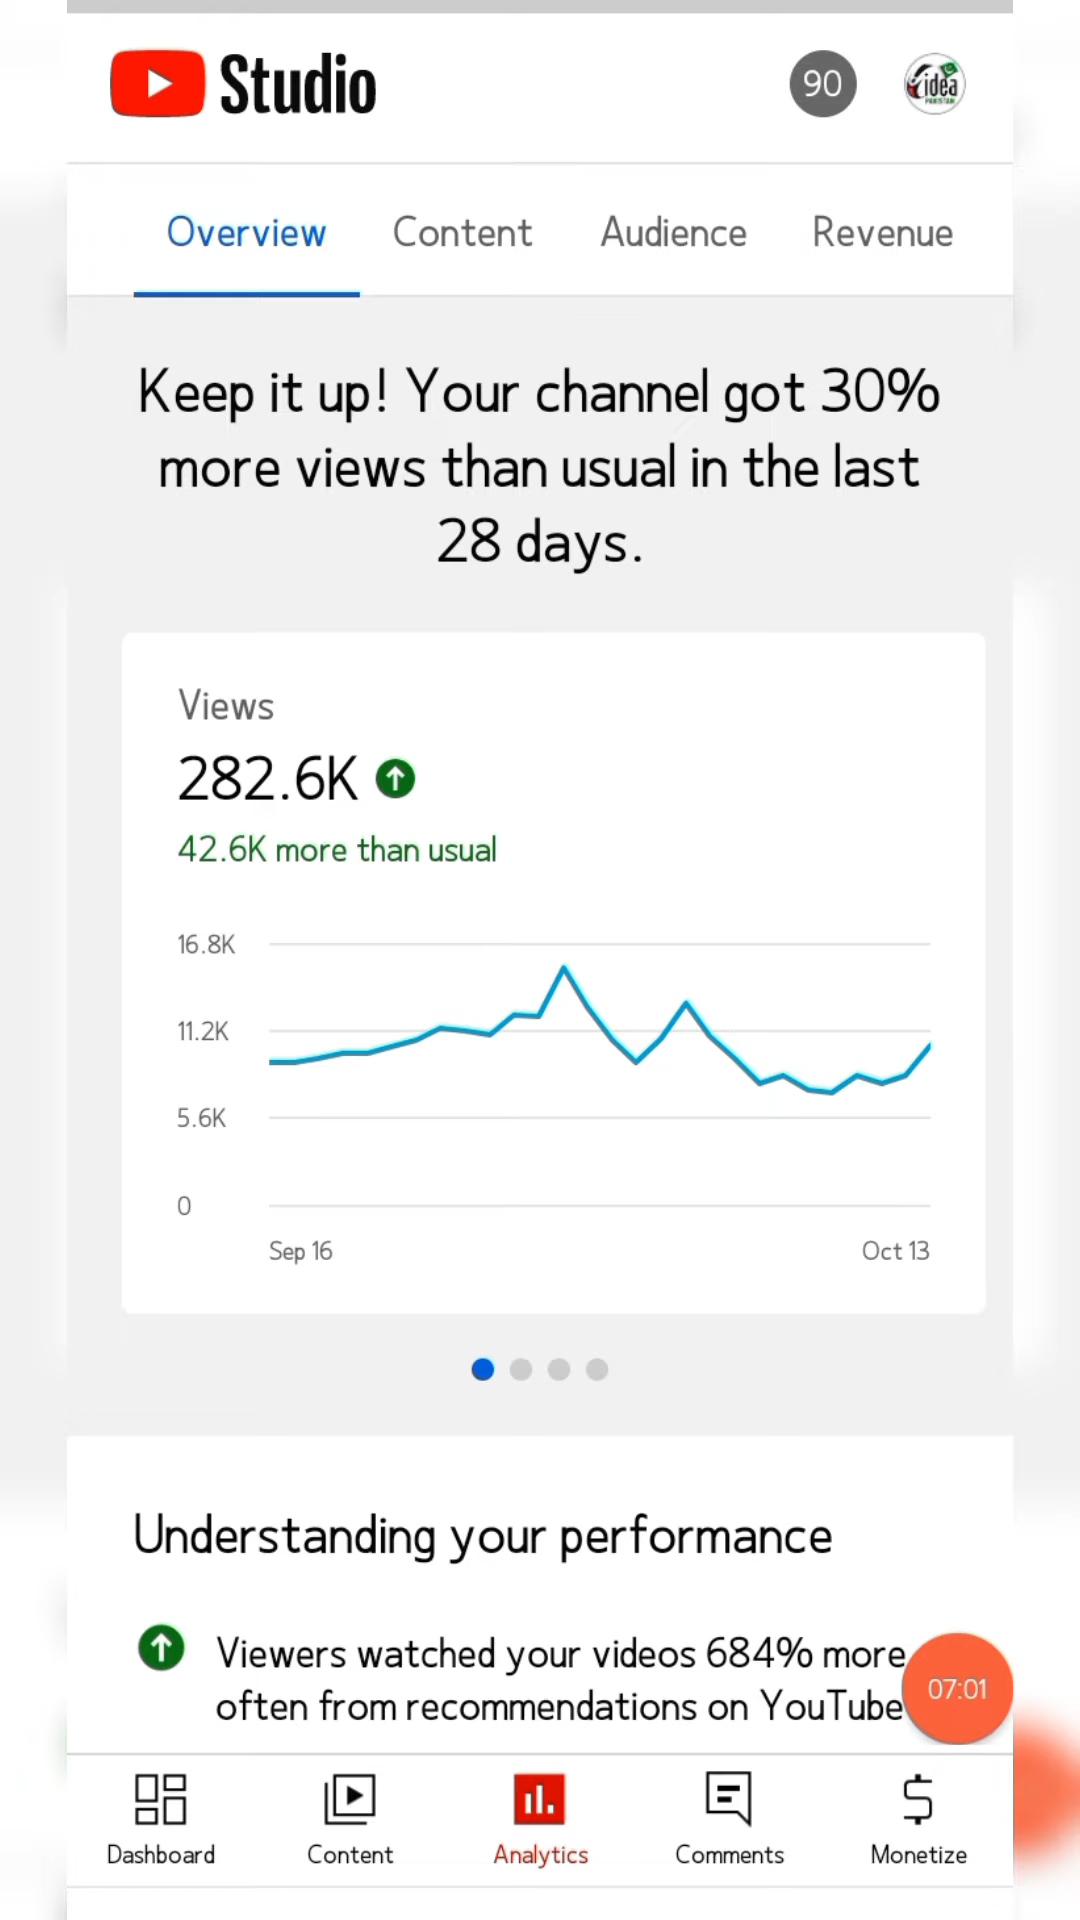 Studio
90
idea
PAKISTAN
Overview Content Audience Revenue
Keep it up! Your channel got 30%
more views than usual in the last
28 days.
Views
282.6K
42.6K more than usual
16.8K
11.2K
5.6K
0
Sep 16 Oct 13
Understanding your performance
Viewers watched your videos 684% more
often from recommendations on YouTube
07:01
Dashboard Content Analytics Comments Monetize